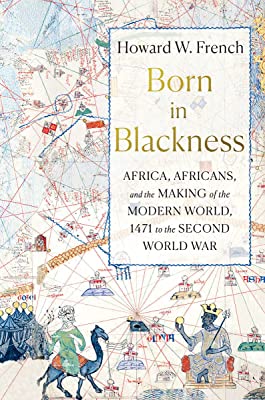 Howard W. French
Born
in
Blackness
AFRICA, AFRICANS,
and the MAKING of the
MODERN WORLD,
1471 to the SECOND
WORLD WAR